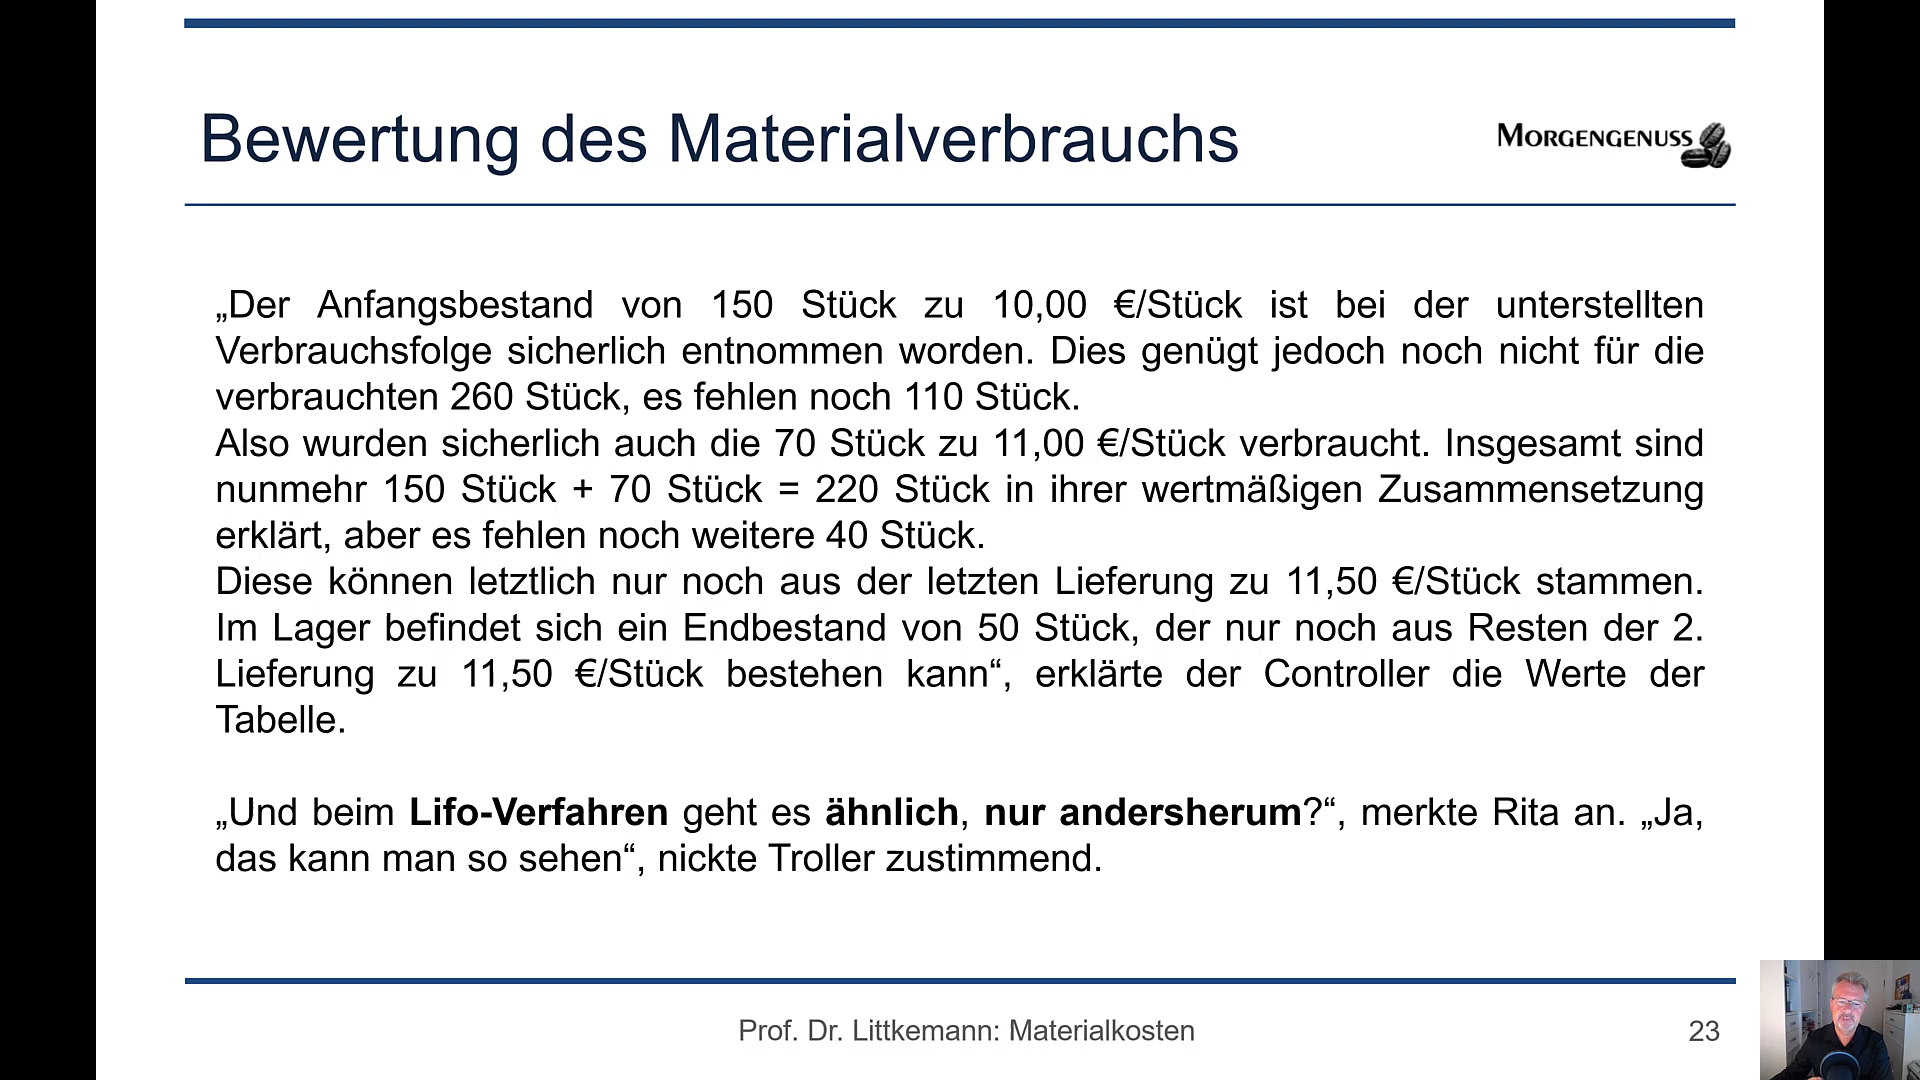 Bewertung des Materialverbrauchs
MORGENGENUSS
„Der Anfangsbestand von 150 Stück zu 10,00 €/Stück ist bei der unterstellten
Verbrauchsfolge sicherlich entnommen worden. Dies genügt jedoch noch nicht für die
verbrauchten 260 Stück, es fehlen noch 110 Stück.
Also wurden sicherlich auch die 70 Stück zu 11,00 €/Stück verbraucht. Insgesamt sind
nunmehr 150 Stück + 70 Stück = 220 Stück in ihrer wertmäßigen Zusammensetzung
erklärt, aber es fehlen noch weitere 40 Stück.
Diese können letztlich nur noch aus der letzten Lieferung zu 11,50 €/Stück stammen.
Im Lager befindet sich ein Endbestand von 50 Stück, der nur noch aus Resten der 2.
Lieferung zu 11,50 €/Stück bestehen kann“, erklärte der Controller die Werte der
Tabelle.
„Und beim Lifo-Verfahren geht es ähnlich, nur andersherum?“, merkte Rita an. „Ja,
das kann man so sehen“, nickte Troller zustimmend.
Prof. Dr. Littkemann: Materialkosten
23